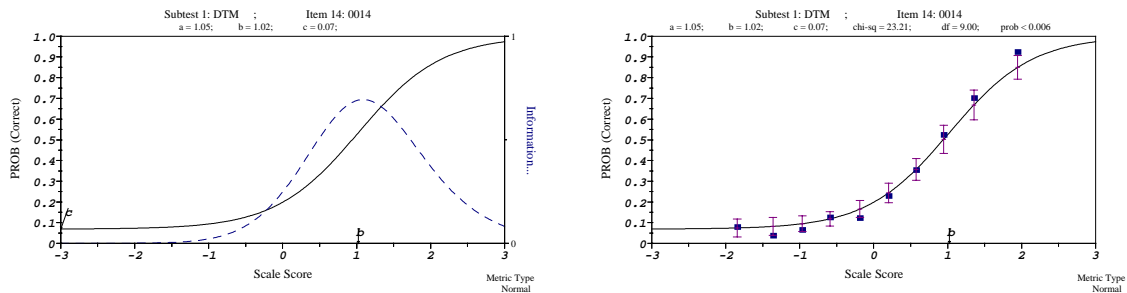 Subtest 1: DTM ; Item 14: 0014
a = 1.05; b = 1.02; c = 0.07;
1.0
0.9
0.8
0.7
0.6
0.5
0.4
0.3
0.2
0.1
0
PROB (Correct)
c
b
1
0
Information...
-3 -2 -1 0 1 2 3
Scale Score
Metric Type
Normal
Subtest 1: DTM ; Item 14: 0014
a = 1.05; b = 1.02; c = 0.07; chi-sq = 23.21; df = 9.00; prob < 0.006
1.0
0.9
0.8
0.7
0.6
0.5
0.4
0.3
0.2
0.1
0
PROB (Correct)
b
-3 -2 -1 0 1 2 3
Scale Score
Metric Type
Normal